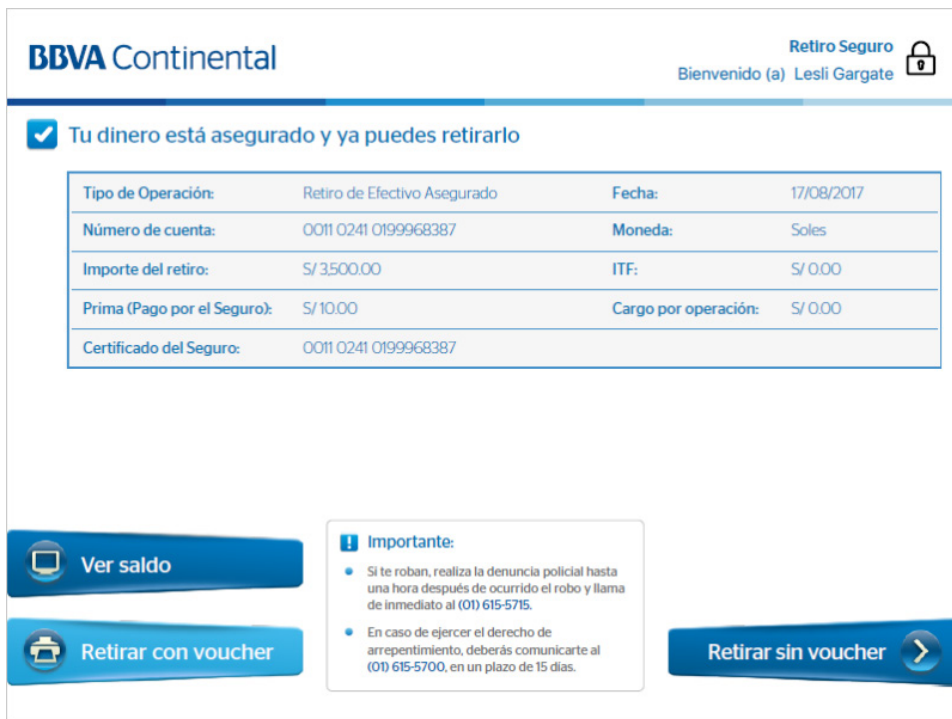 BBVA Continental
Retiro Seguro
Bienvenido (a) Lesli Gargate
Tu dinero está asegurado y ya puedes retirarlo
Tipo de Operación: Retiro de Efectivo Asegurado Fecha: 17/08/2017
Número de cuenta: 0011 0241 0199968387 Moneda: Soles
Importe del retiro: S/ 3,500.00 ITF: S/ 0.00
Prima (Pago por el Seguro): S/ 10.00 Cargo por operación: S/ 0.00
Certificado del Seguro: 0011 0241 0199968387
Ver saldo
Retirar con voucher
Importante:
Si te roban, realiza la denuncia policial hasta
una hora después de ocurrido el robo y llama
de inmediato al (01) 615-5715.
En caso de ejercer el derecho de
arrepentimiento, deberás comunicarte al
(01) 615-5700, en un plazo de 15 días.
Retirar sin voucher